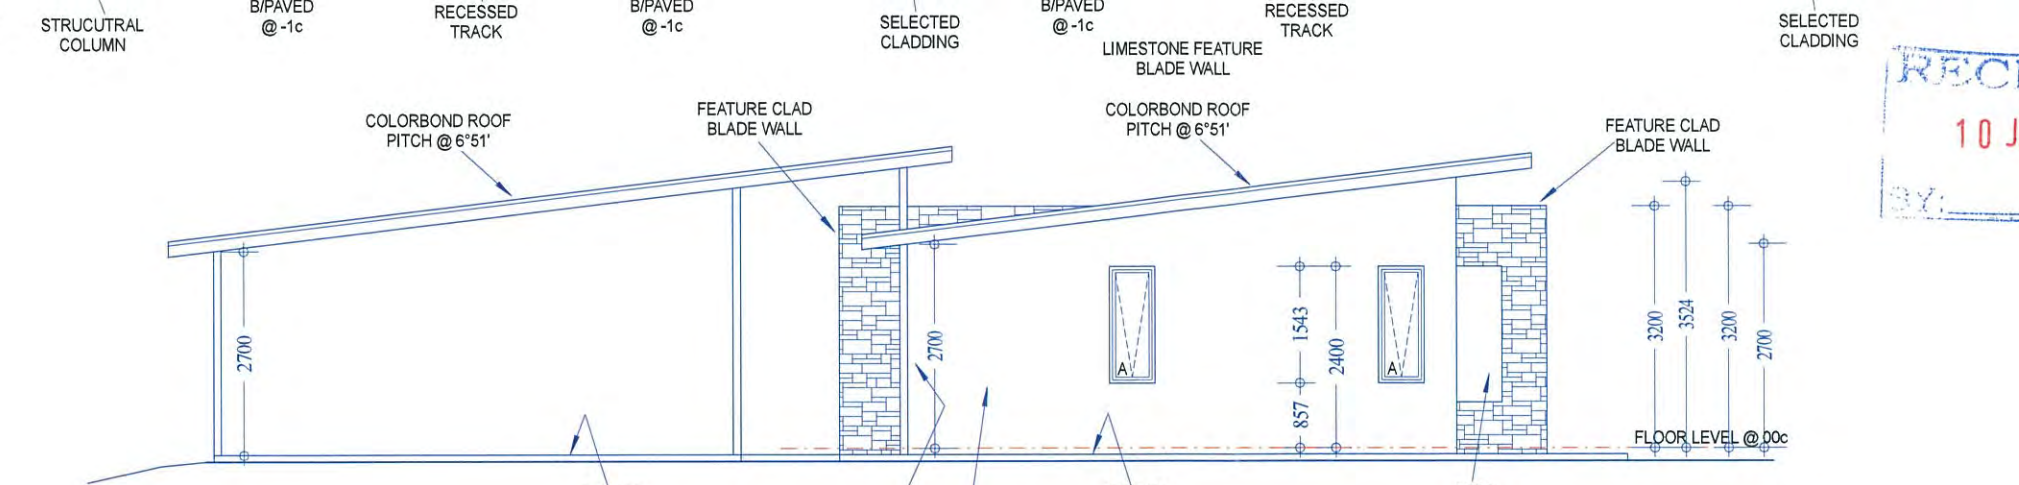 STRUCUTRAL
COLUMN
B/PAVED
@ -1c
RECESSED
TRACK
B/PAVED
@ -1c
SELECTED
CLADDING
B/PAVED
@ -1c
RECESSED
TRACK
SELECTED
CLADDING
LIMESTONE FEATURE
BLADE WALL
COLORBOND ROOF
PITCH @ 6°51'
FEATURE CLAD
BLADE WALL
COLORBOND ROOF
PITCH @ 6°51'
FEATURE CLAD
BLADE WALL
10 J
BY:
2700
2700
A
1543
857
2400
A
3200
3524
3200
2700
FLOOR LEVEL @ 00c